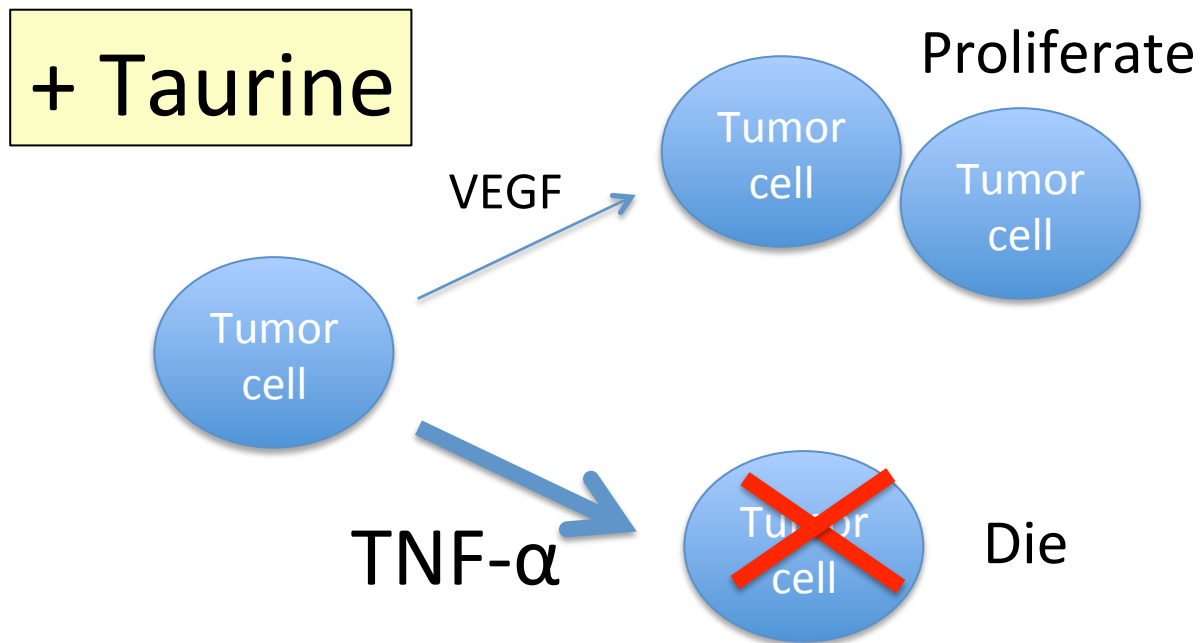 + Taurine
Proliferate
Tumor
cell
Tumor
cell
VEGF
Tumor
cell
TNF-α
Tumor
cell
Die